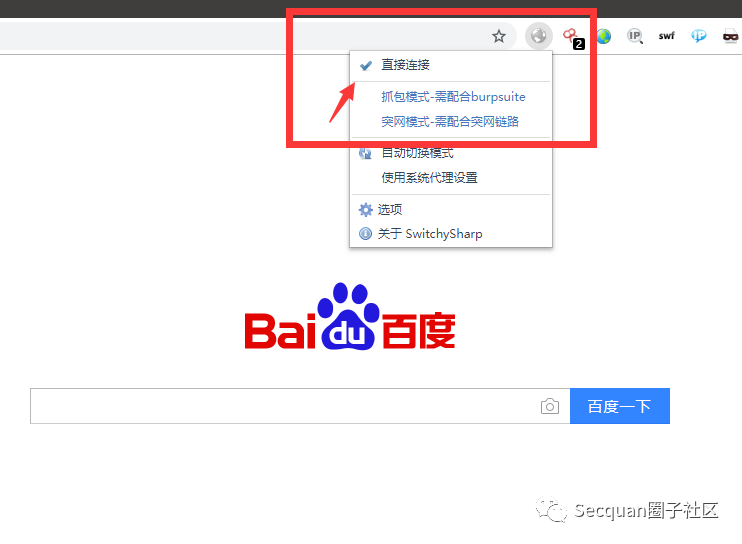 2
IP
swf
IP
直接连接
抓包模式-需配合burpsuite
突网模式-需配合突网链路
自动切换模式
使用系统代理设置
选项
关于 SwitchySharp
Bai du 百度
百度一下
Secquan圈子社区